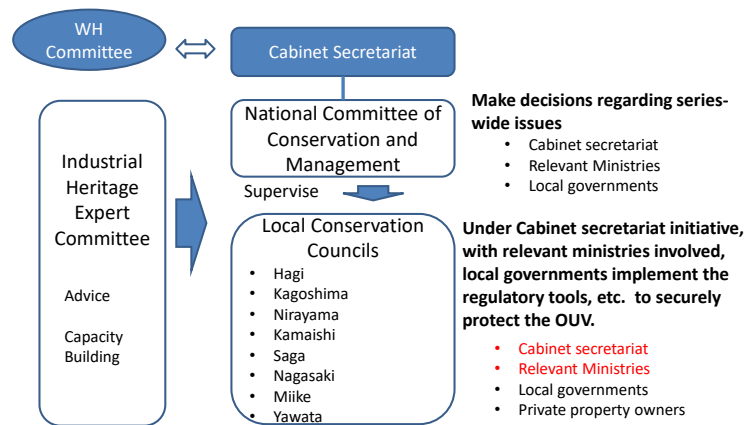 WH
Committee
Cabinet Secretariat
National Committee of
Conservation and
Management
Make decisions regarding series-
wide issues
• Cabinet secretariat
• Relevant Ministries
• Local governments
Industrial
Heritage
Expert
Committee
Advice
Capacity
Building
Supervise
Local Conservation
Councils
• Hagi
• Kagoshima
• Nirayama
• Kamaishi
• Saga
• Nagasaki
• Miike
• Yawata
Under Cabinet secretariat initiative,
with relevant ministries involved,
local governments implement the
regulatory tools, etc.  to securely
protect the OUV.
• Cabinet secretariat
• Relevant Ministries
• Local governments
• Private property owners